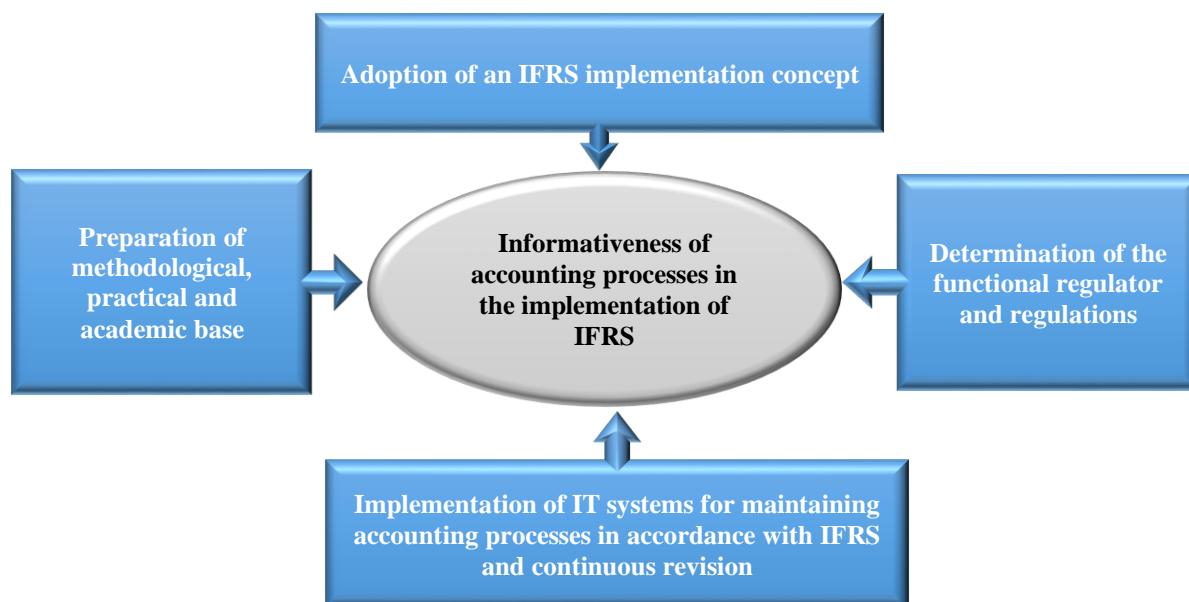 Adoption of an IFRS implementation concept
Preparation of
methodological,
practical and
academic base
Informativeness of
accounting processes in
the implementation of
IFRS
Determination of the
functional regulator
and regulations
Implementation of IT systems for maintaining
accounting processes in accordance with IFRS
and continuous revision